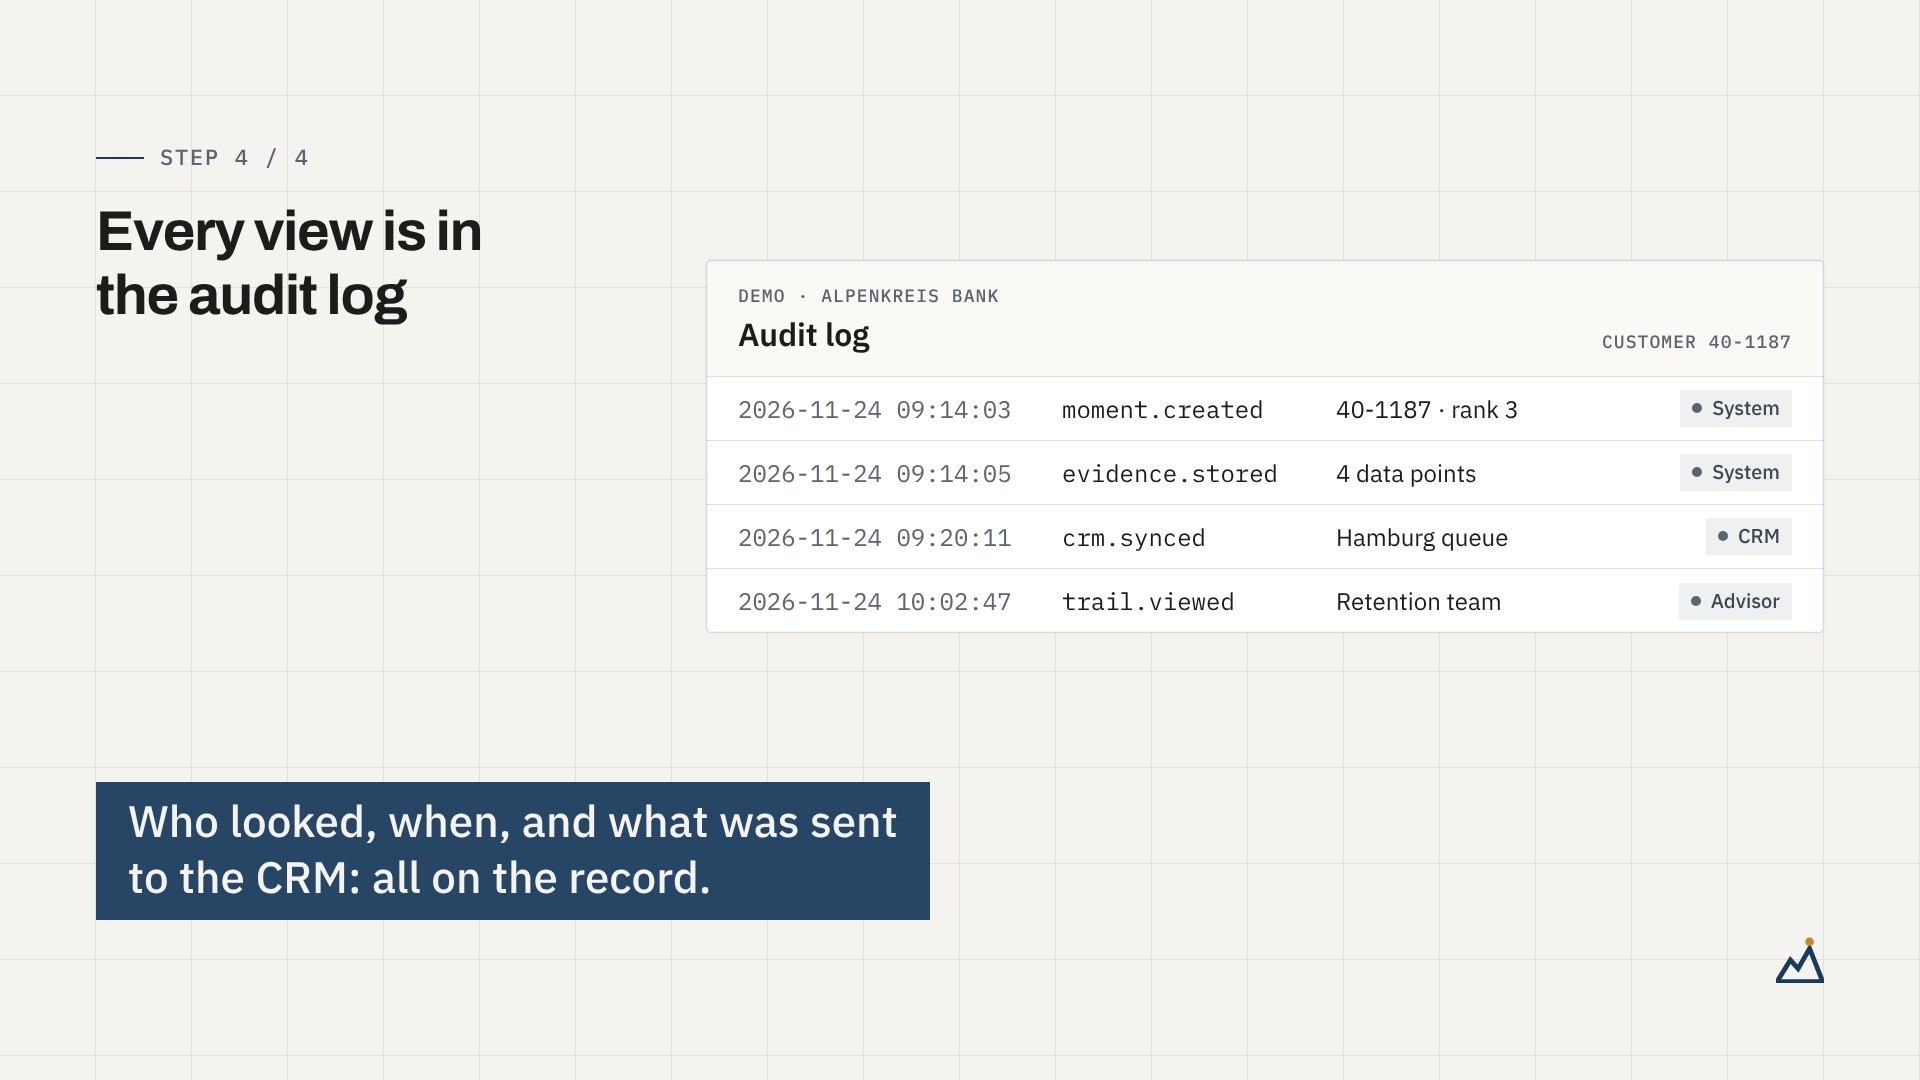 STEP 4 / 4
Every view is in
the audit log
DEMO · ALPENKREIS BANK
Audit log
CUSTOMER 40-1187
2026-11-24 09:14:03 moment.created 40-1187 · rank 3 System
2026-11-24 09:14:05 evidence.stored 4 data points System
2026-11-24 09:20:11 crm.synced Hamburg queue CRM
2026-11-24 10:02:47 trail.viewed Retention team Advisor
Who looked, when, and what was sent
to the CRM: all on the record.